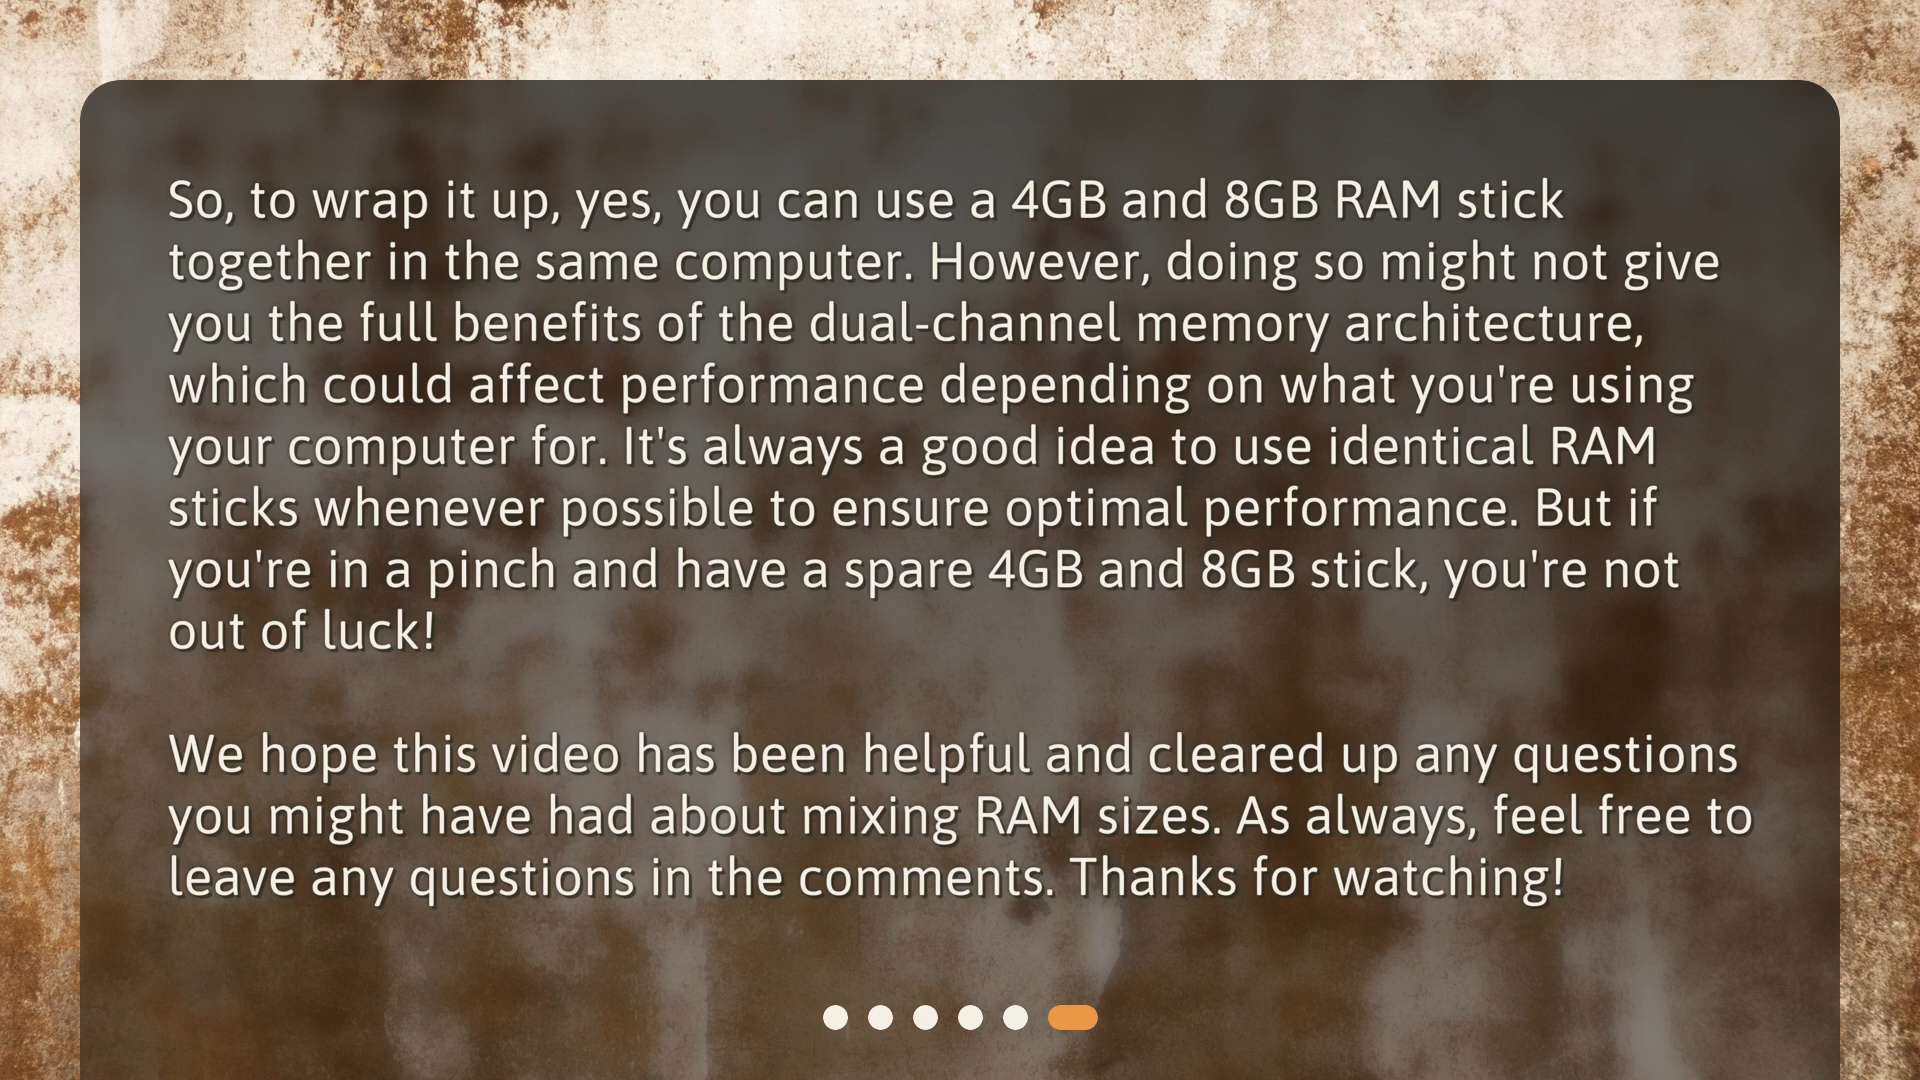 So, to wrap it up, yes, you can use a 4GB and 8GB RAM stick
together in the same computer. However, doing so might not give
you the full benefits of the dual-channel memory architecture,
which could affect performance depending on what you're using
your computer for. It's always a good idea to use identical RAM
sticks whenever possible to ensure optimal performance. But if
you're in a pinch and have a spare 4GB and 8GB stick, you're not
out of luck!
We hope this video has been helpful and cleared up any questions
you might have had about mixing RAM sizes. As always, feel free to
leave any questions in the comments. Thanks for watching!